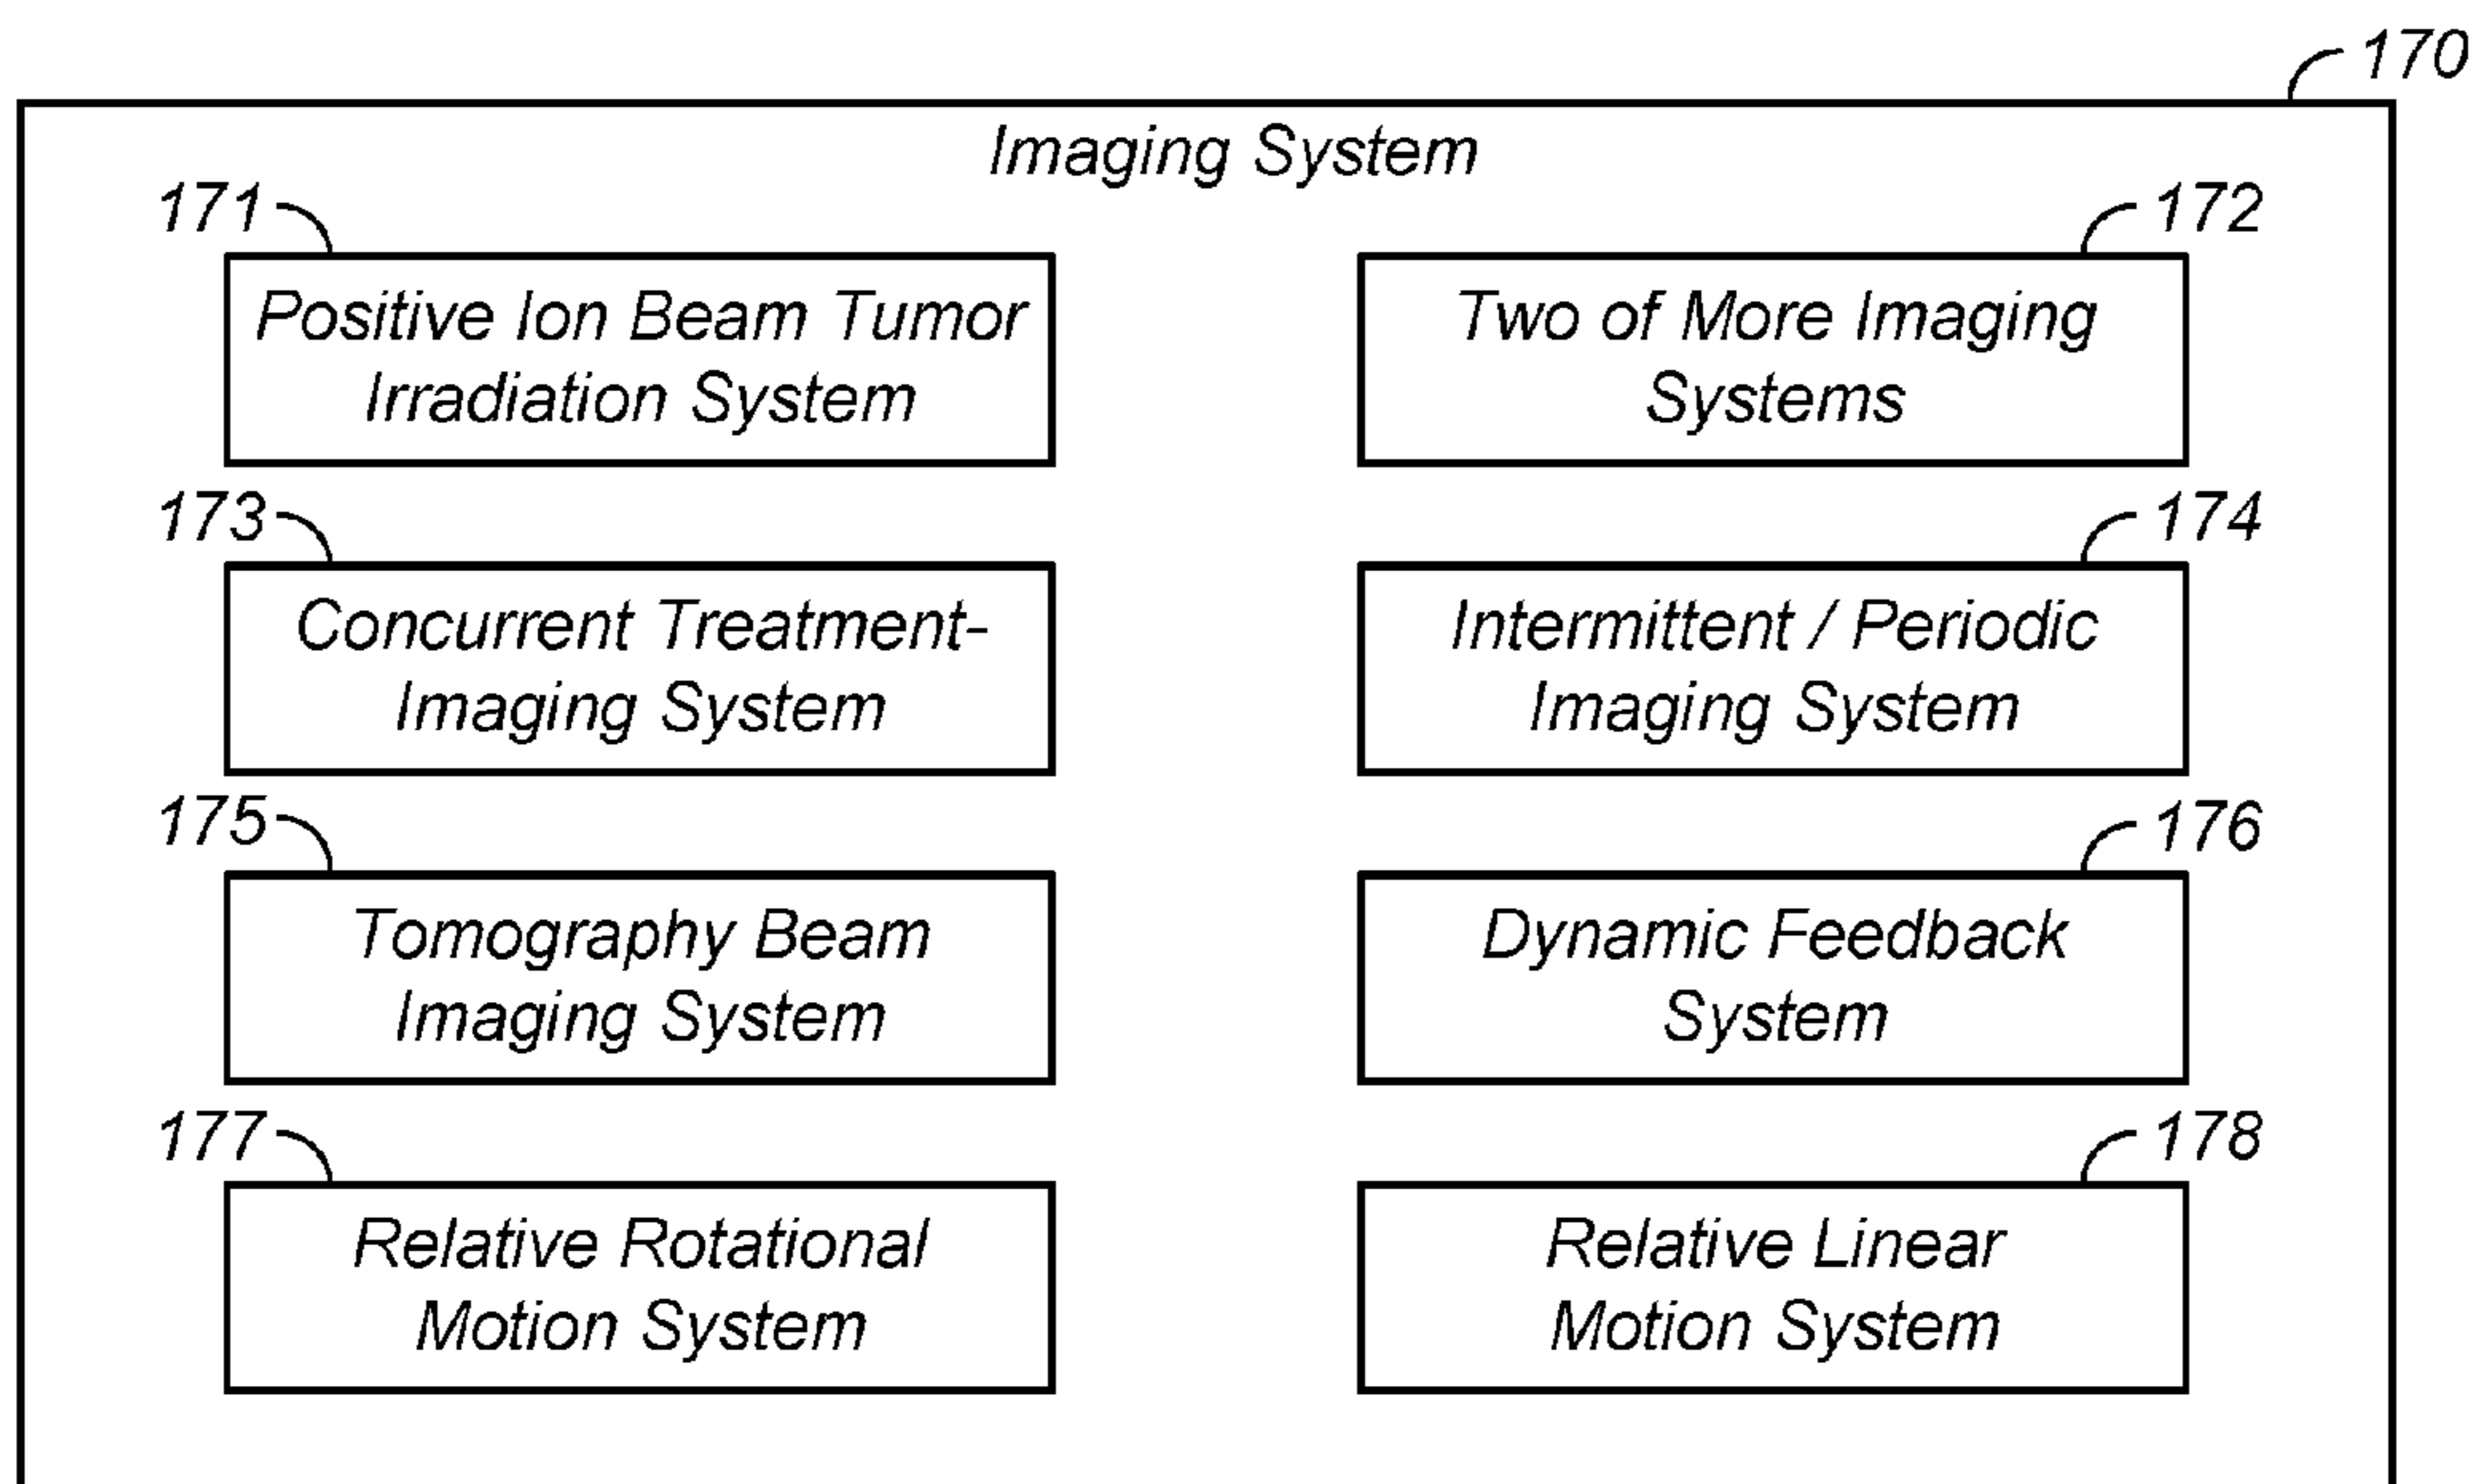 170
Imaging System
171
172
Positive Ion Beam Tumor
Irradiation System
Two of More Imaging
Systems
173
174
Concurrent Treatment-
Imaging System
Intermittent / Periodic
Imaging System
175
176
Tomography Beam
Imaging System
Dynamic Feedback
System
177
178
Relative Rotational
Motion System
Relative Linear
Motion System